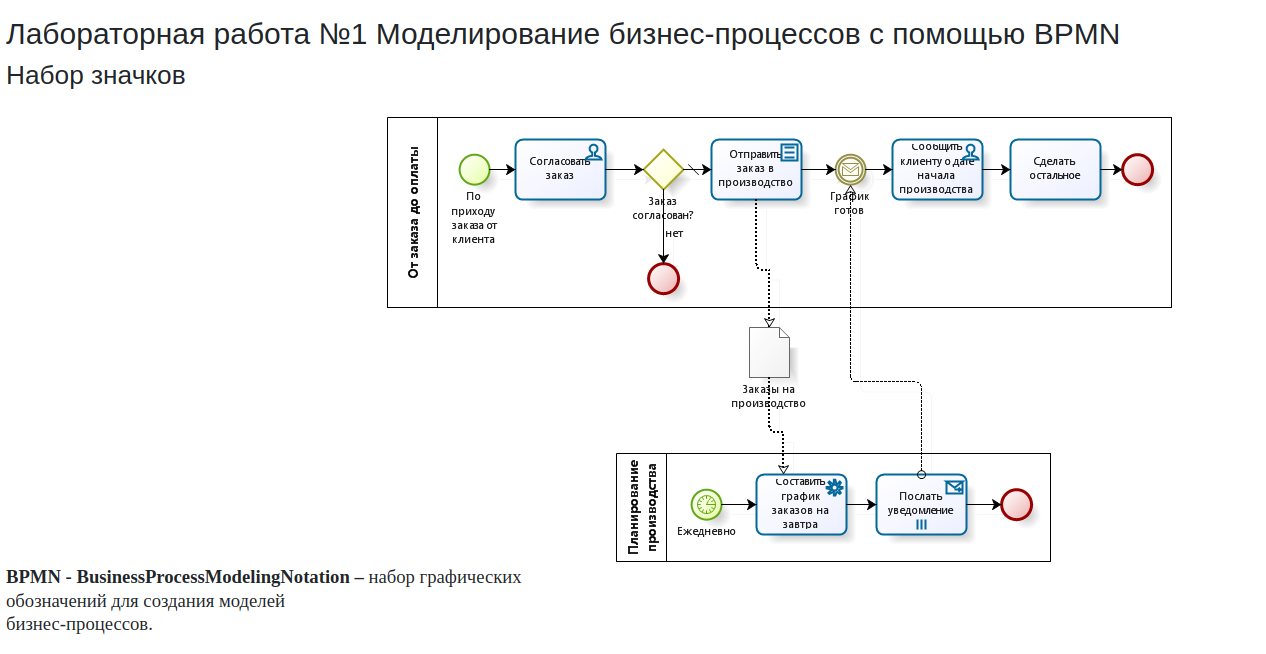 Лабораторная работа №1 Моделирование бизнес-процессов с помощью BPMN
Набор значков
От заказа до оплаты
По
приходу
заказа от
клиента
Согласовать
заказ
Заказ
согласован?
нет
Отправить
заказ в
производство
График
готов
Сообщить
клиенту о дате
начала
производства
Сделать
остальное
Заказы на
производство
Планирование
производства
Ежедневно
Составить
график
заказов на
завтра
Послать
уведомление
BPMN - BusinessProcessModelingNotation – набор графических
обозначений для создания моделей
бизнес-процессов.